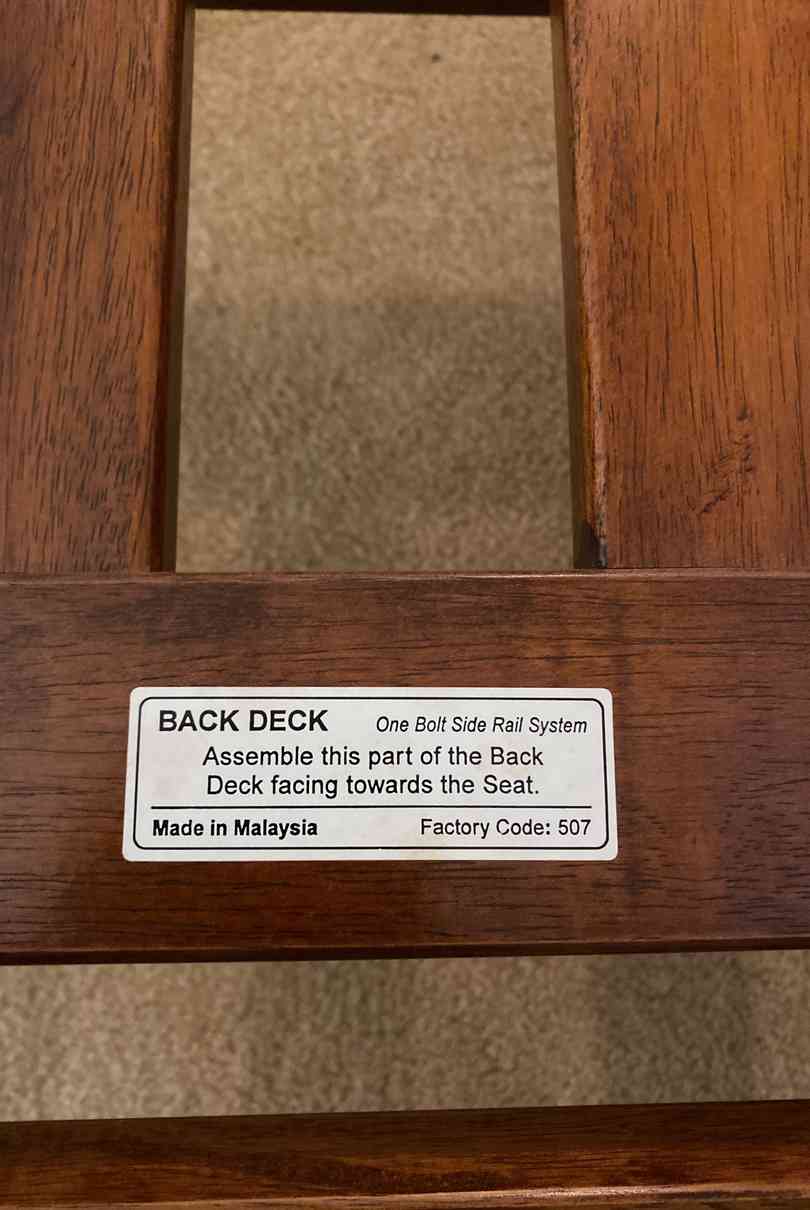 BACK DECK One Bolt Side Rail System
Assemble this part of the Back
Deck facing towards the Seat.
Made in Malaysia Factory Code: 507